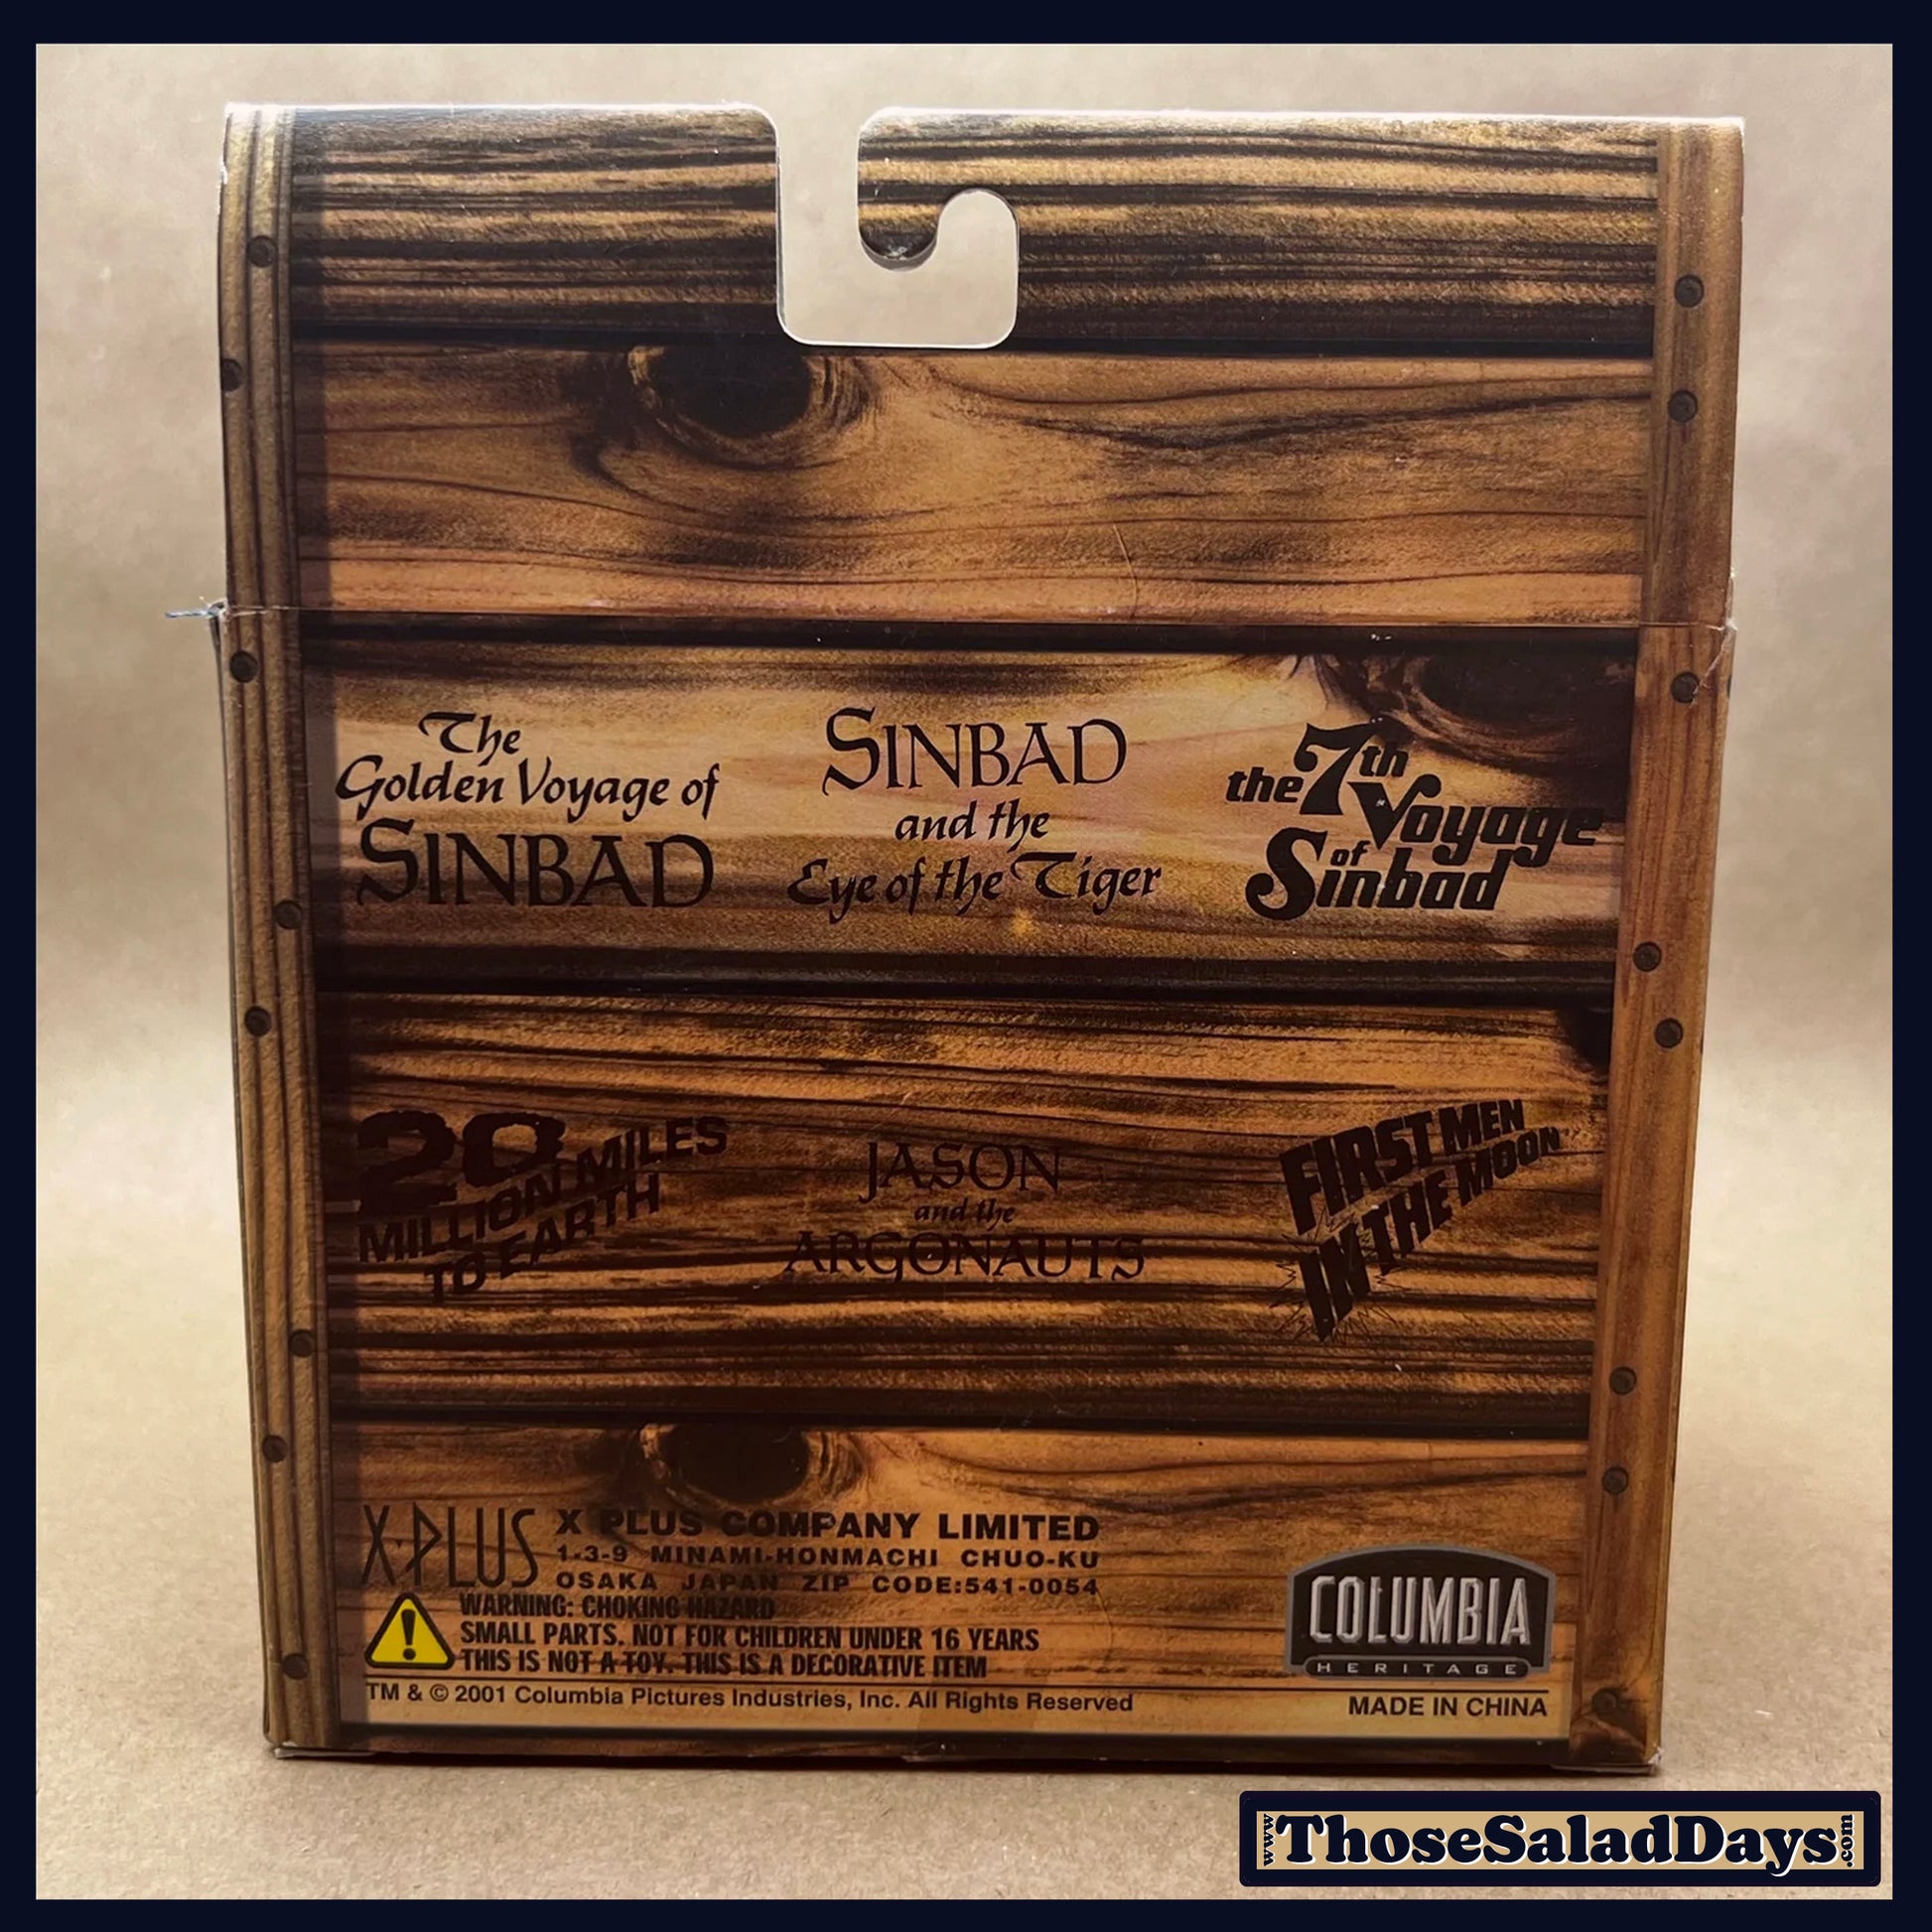 The
Golden Voyage of
SINBAD
SINBAD
and the
Eye of the Tiger
the 7th
Voyage
of
Sinbad
20
MILLION MILES
TO EARTH
JASON
and the
ARGONAUTS
FIRST MEN
IN THE MOON
X·PLUS
X PLUS COMPANY LIMITED
1-3-9 MINAMI-HONMACHI CHUO-KU
OSAKA JAPAN ZIP CODE:541-0054
WARNING: CHOKING HAZARD
SMALL PARTS. NOT FOR CHILDREN UNDER 16 YEARS
THIS IS NOT A TOY. THIS IS A DECORATIVE ITEM
TM & © 2001 Columbia Pictures Industries, Inc. All Rights Reserved
COLUMBIA
HERITAGE
MADE IN CHINA
www.ThoseSaladDays.com